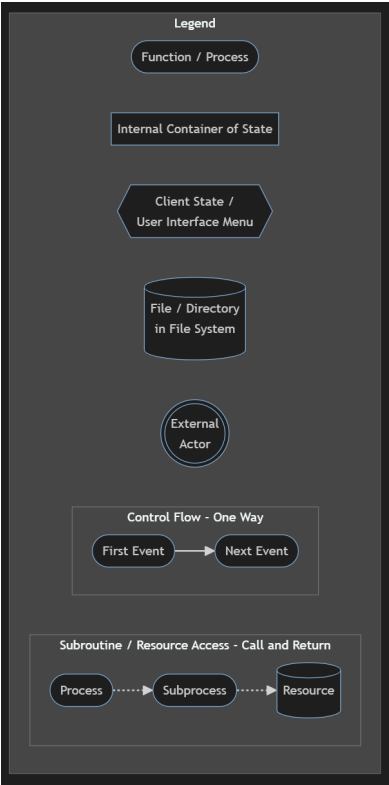 Legend
Function / Process
Internal Container of State
Client State /
User Interface Menu
File / Directory
in File System
External
Actor
Control Flow - One Way
First Event
Next Event
Subroutine / Resource Access - Call and Return
Process
Subprocess
Resource